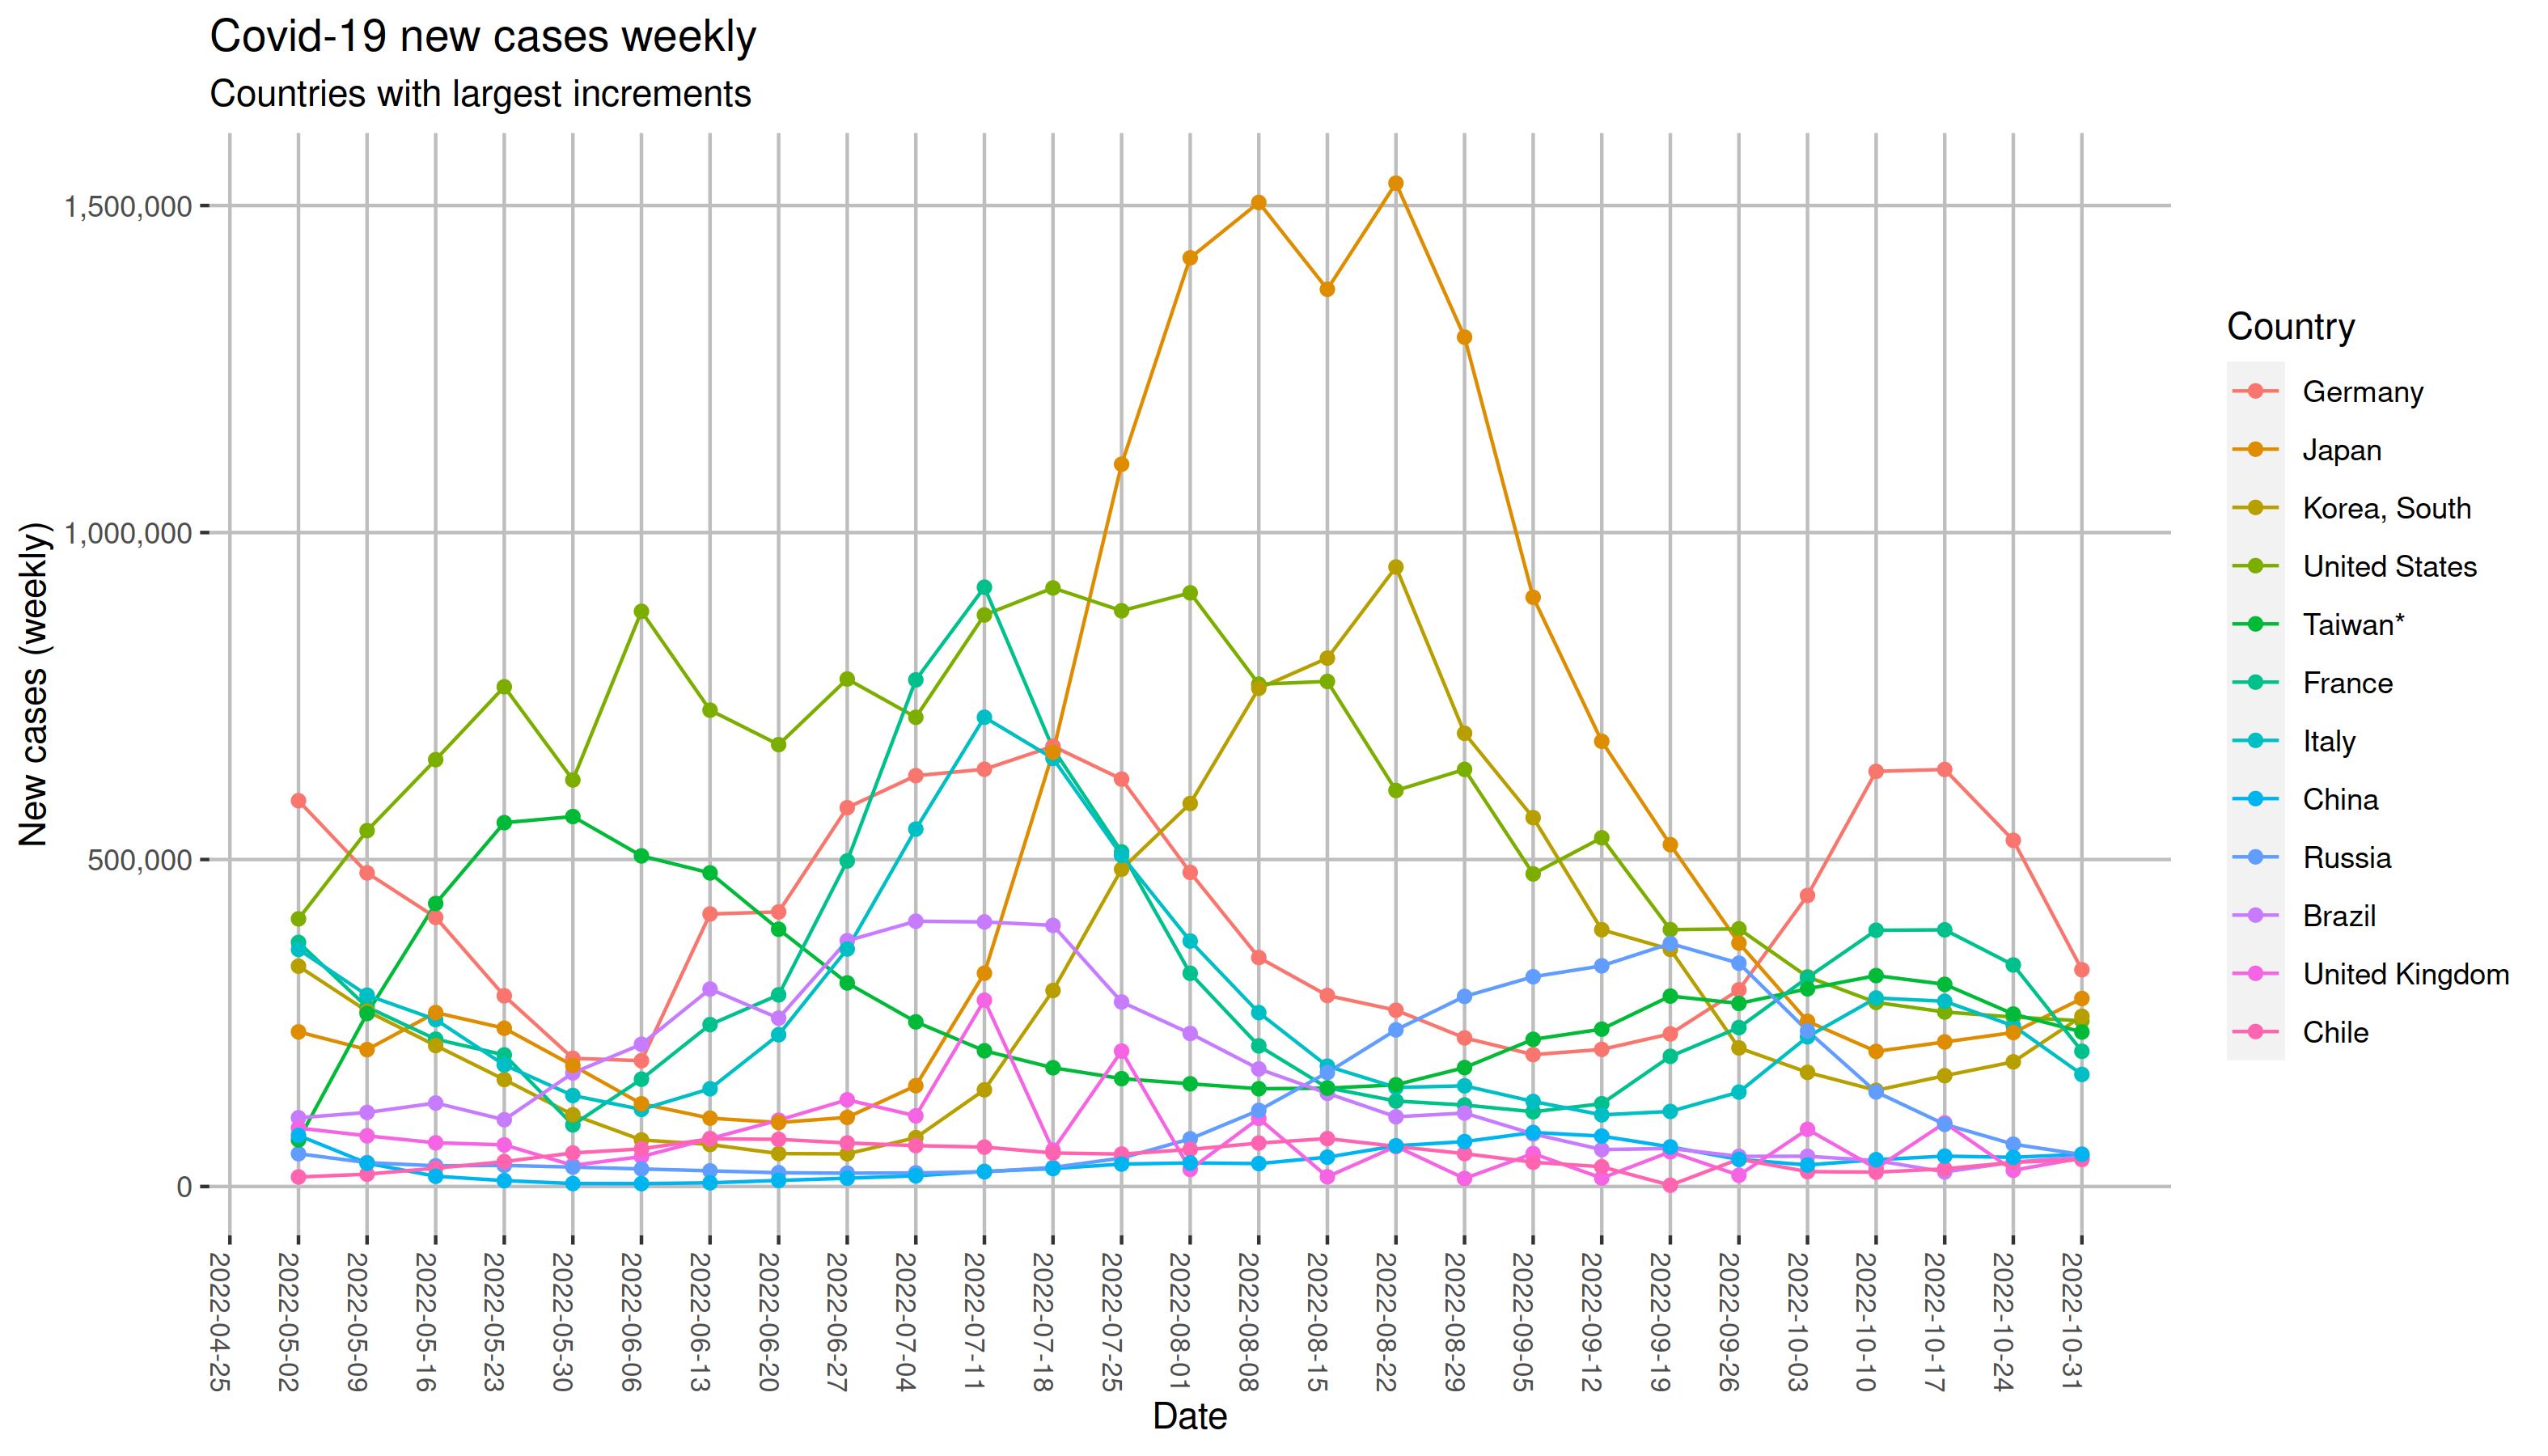 Covid-19 new cases weekly
Countries with largest increments
New cases (weekly)
1,500,000
1,000,000
500,000
0
2022-04-25
2022-05-02
2022-05-09
2022-05-16
2022-05-23
2022-05-30
2022-06-06
2022-06-13
2022-06-20
2022-06-27
2022-07-04
2022-07-11
2022-07-18
2022-07-25
2022-08-01
2022-08-08
2022-08-15
2022-08-22
2022-08-29
2022-09-05
2022-09-12
2022-09-19
2022-09-26
2022-10-03
2022-10-10
2022-10-17
2022-10-24
2022-10-31
Date
Country
Germany
Japan
Korea, South
United States
Taiwan*
France
Italy
China
Russia
Brazil
United Kingdom
Chile